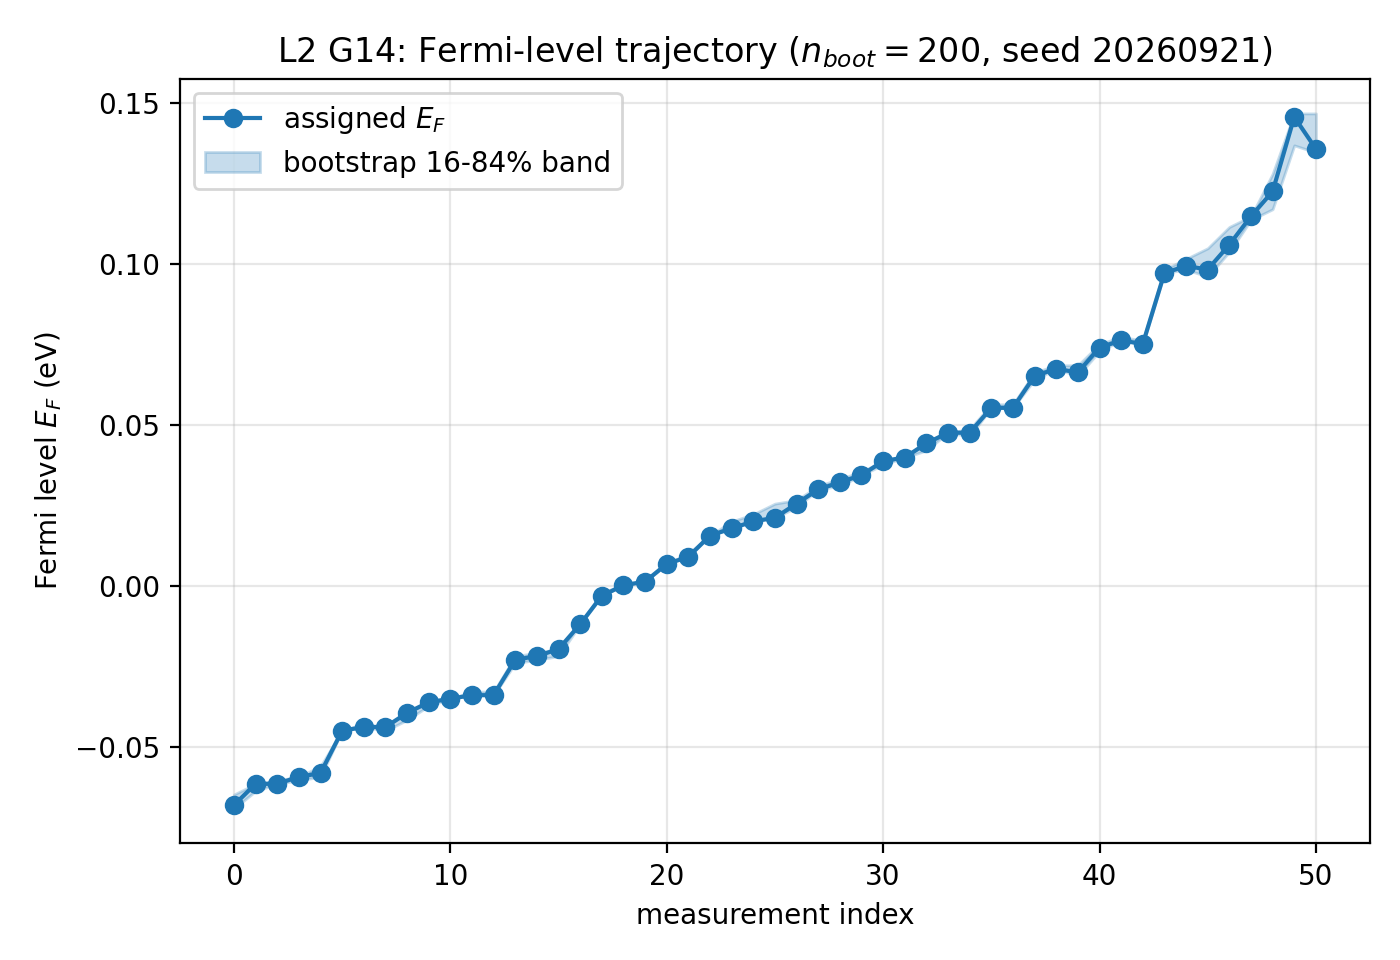 L2 G14: Fermi-level trajectory (n_boot = 200, seed 20260921)
assigned E_F
bootstrap 16-84% band
Fermi level E_F (eV)
0.15
0.10
0.05
0.00
−0.05
0 10 20 30 40 50
measurement index